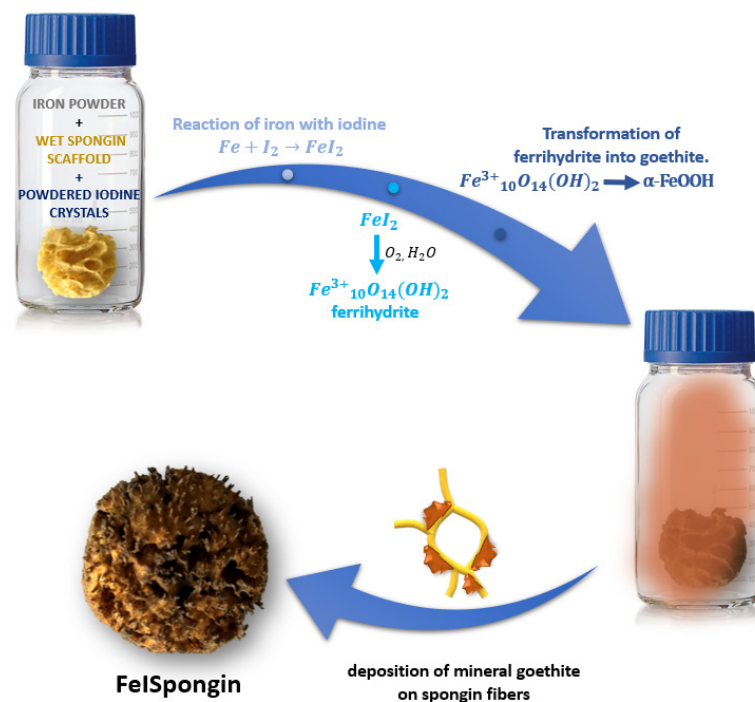 IRON POWDER
+
WET SPONGIN
SCAFFOLD
+
POWDERED IODINE
CRYSTALS
Reaction of iron with iodine
Fe + I₂ → FeI₂
FeI₂
O₂, H₂O
Fe³⁺₁₀O₁₄(OH)₂
ferrihydrite
Transformation of
ferrihydrite into goethite.
Fe³⁺₁₀O₁₄(OH)₂ → α-FeOOH
deposition of mineral goethite
on spongin fibers
FeISpongin